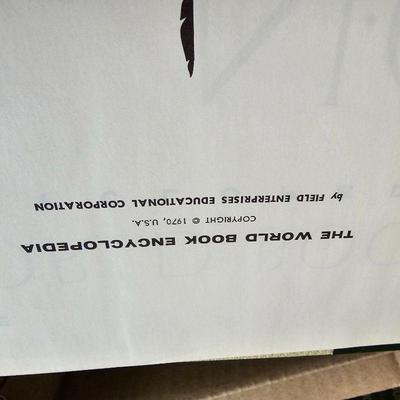 THE WORLD BOOK ENCYCLOPEDIA
COPYRIGHT © 1970, U.S.A.
by FIELD ENTERPRISES EDUCATIONAL CORPORATION